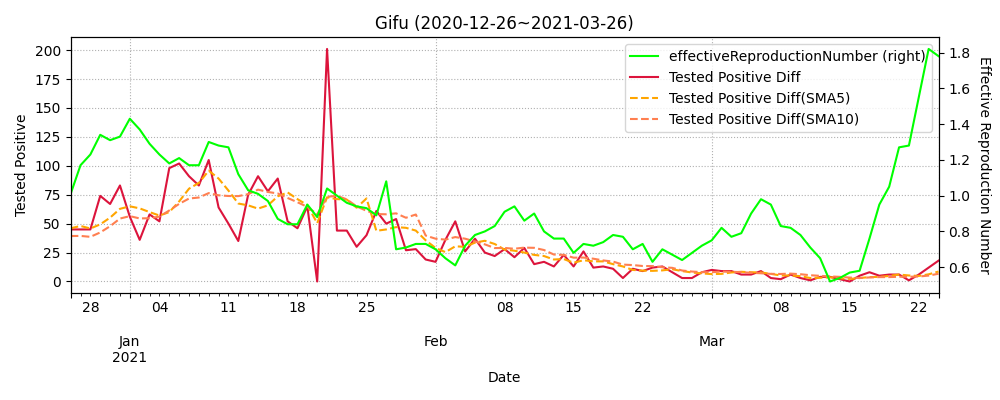 Gifu (2020-12-26~2021-03-26)
effectiveReproductionNumber (right)
Tested Positive Diff
Tested Positive Diff(SMA5)
Tested Positive Diff(SMA10)
Tested Positive
200
175
150
125
100
75
50
25
0
Effective Reproduction Number
1.8
1.6
1.4
1.2
1.0
0.8
0.6
28 04 11 18 25 08 15 22 08 15 22
Jan Feb Mar
2021
Date